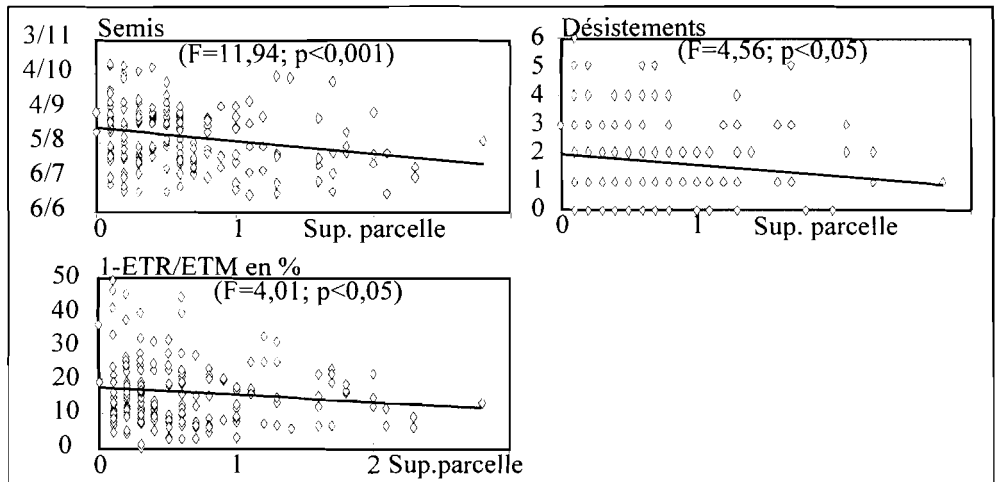 Semis
(F=11,94; p<0,001)
3/11
4/10
4/9
5/8
6/7
6/6
0
1
Sup. parcelle
Désistements
(F=4,56; p<0,05)
6
5
4
3
2
1
0
0
1
Sup. parcelle
1-ETR/ETM en %
(F=4,01; p<0,05)
50
40
30
20
10
0
0
1
2
Sup.parcelle